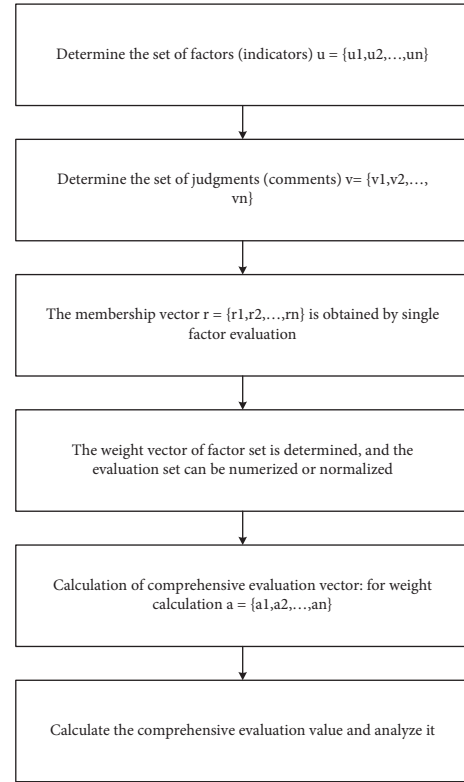 Determine the set of factors (indicators) u = {u1,u2,…,un}
Determine the set of judgments (comments) v= {v1,v2,…,
vn}
The membership vector r = {r1,r2,…,rn} is obtained by single
factor evaluation
The weight vector of factor set is determined, and the
evaluation set can be numerized or normalized
Calculation of comprehensive evaluation vector: for weight
calculation a = {a1,a2,…,an}
Calculate the comprehensive evaluation value and analyze it